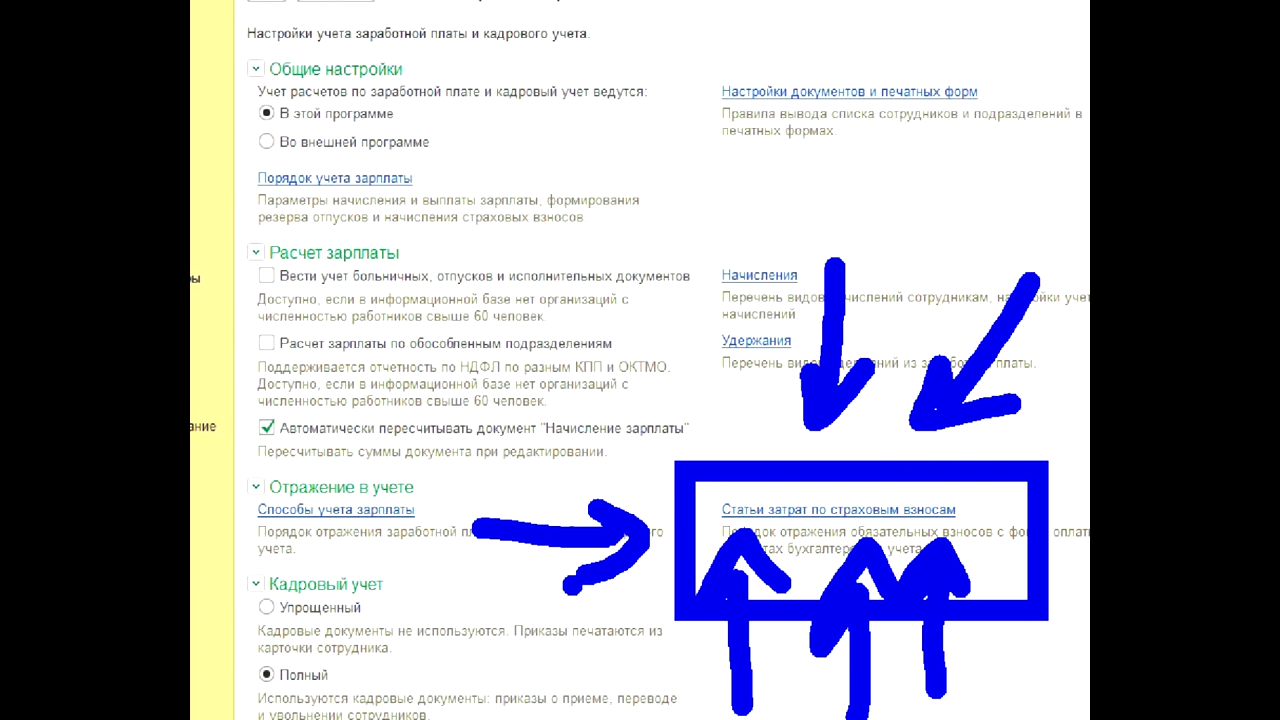 Настройки учета заработной платы и кадрового учета.
Общие настройки
Учет расчетов по заработной плате и кадровый учет ведутся:
В этой программе
Во внешней программе
Порядок учета зарплаты
Параметры начисления и выплаты зарплаты, формирования
резерва отпусков и начисления страховых взносов
Настройки документов и печатных форм
Правила вывода списка сотрудников и подразделений в
печатных формах.
Расчет зарплаты
Вести учет больничных, отпусков и исполнительных документов
Доступно, если в информационной базе нет организаций с
численностью работников свыше 60 человек.
Расчет зарплаты по обособленным подразделениям
Поддерживается отчетность по НДФЛ по разным КПП и ОКТМО.
Доступно, если в информационной базе нет организаций с
численностью работников свыше 60 человек.
Автоматически пересчитывать документ "Начисление зарплаты"
Пересчитывать суммы документа при редактировании.
Начисления
Перечень видов сотрудникам,
начислений
Удержания
Перечень из
Отражение в учете
Способы учета зарплаты
Порядок отражения заработной
учета.
Статьи затрат по страховым взносам
отражения обязательных взносов с
учета
Кадровый учет
Упрощенный
Кадровые документы не используются. Приказы печатаются из
карточки сотрудника.
Полный
Используются кадровые документы: приказы о приеме, переводе
и увольнении сотрудников.